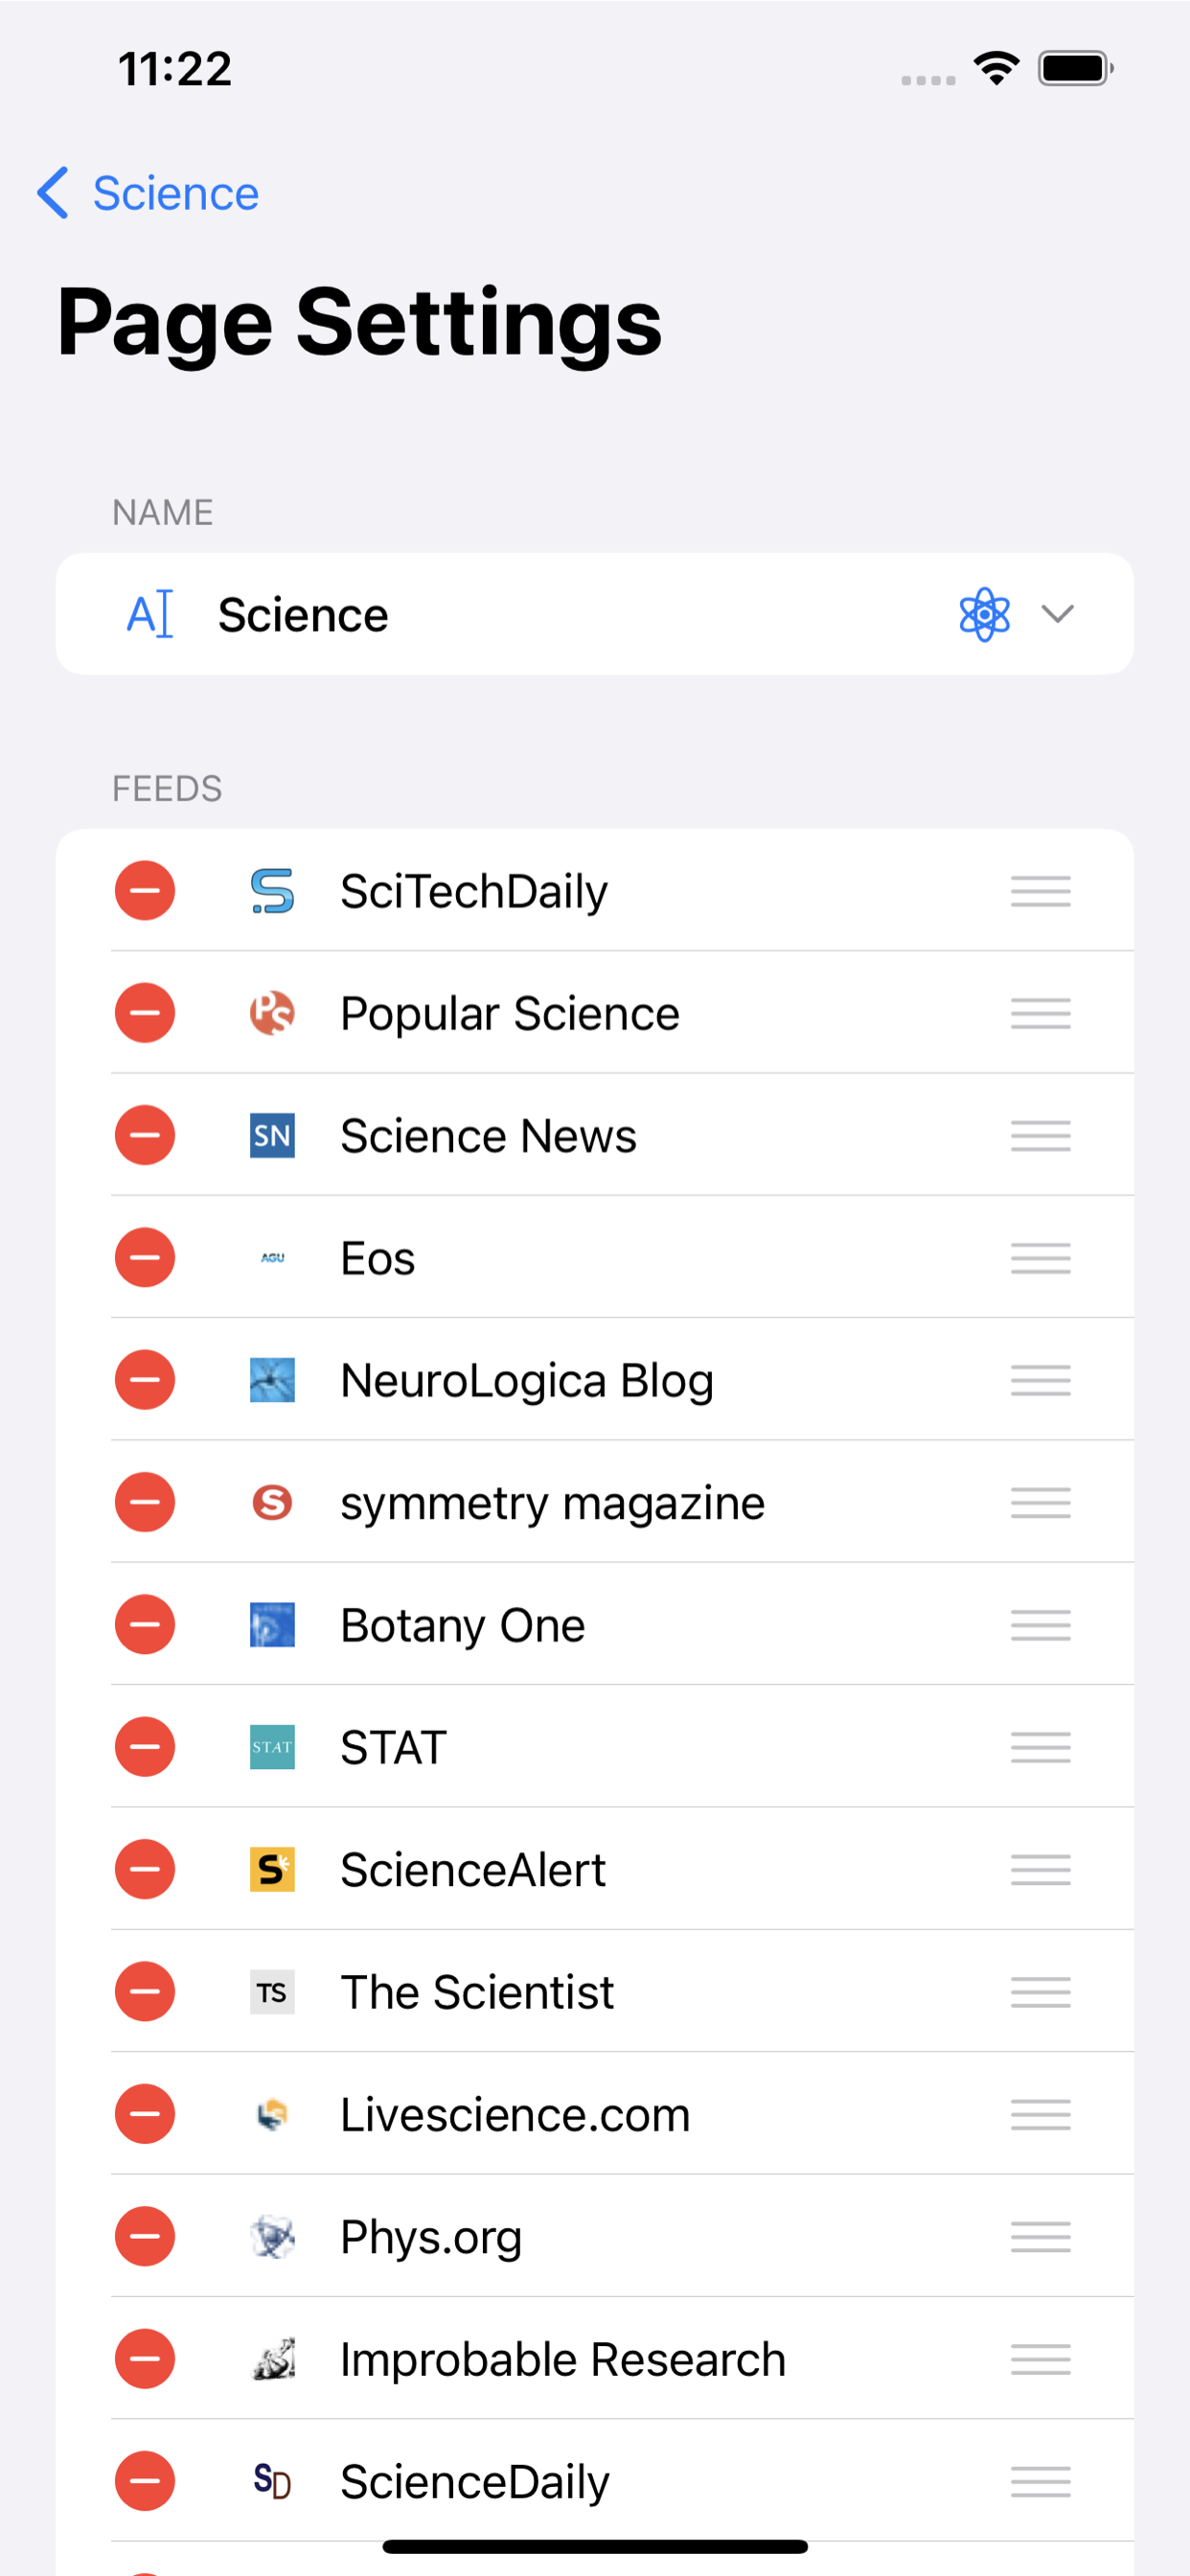 11:22
Science
Page Settings
NAME
A Science
FEEDS
SciTechDaily
PS Popular Science
SN Science News
AGU Eos
NeuroLogica Blog
S symmetry magazine
Botany One
STAT STAT
S ScienceAlert
TS The Scientist
Livescience.com
Phys.org
Improbable Research
SD ScienceDaily